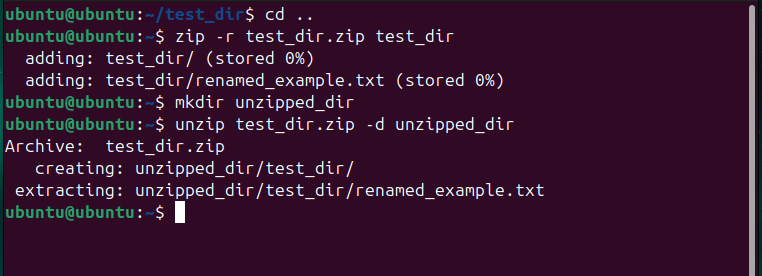 ubuntu@ubuntu:~/test_dir$ cd ..
ubuntu@ubuntu:~$ zip -r test_dir.zip test_dir
  adding: test_dir/ (stored 0%)
  adding: test_dir/renamed_example.txt (stored 0%)
ubuntu@ubuntu:~$ mkdir unzipped_dir
ubuntu@ubuntu:~$ unzip test_dir.zip -d unzipped_dir
Archive:  test_dir.zip
   creating: unzipped_dir/test_dir/
 extracting: unzipped_dir/test_dir/renamed_example.txt
ubuntu@ubuntu:~$